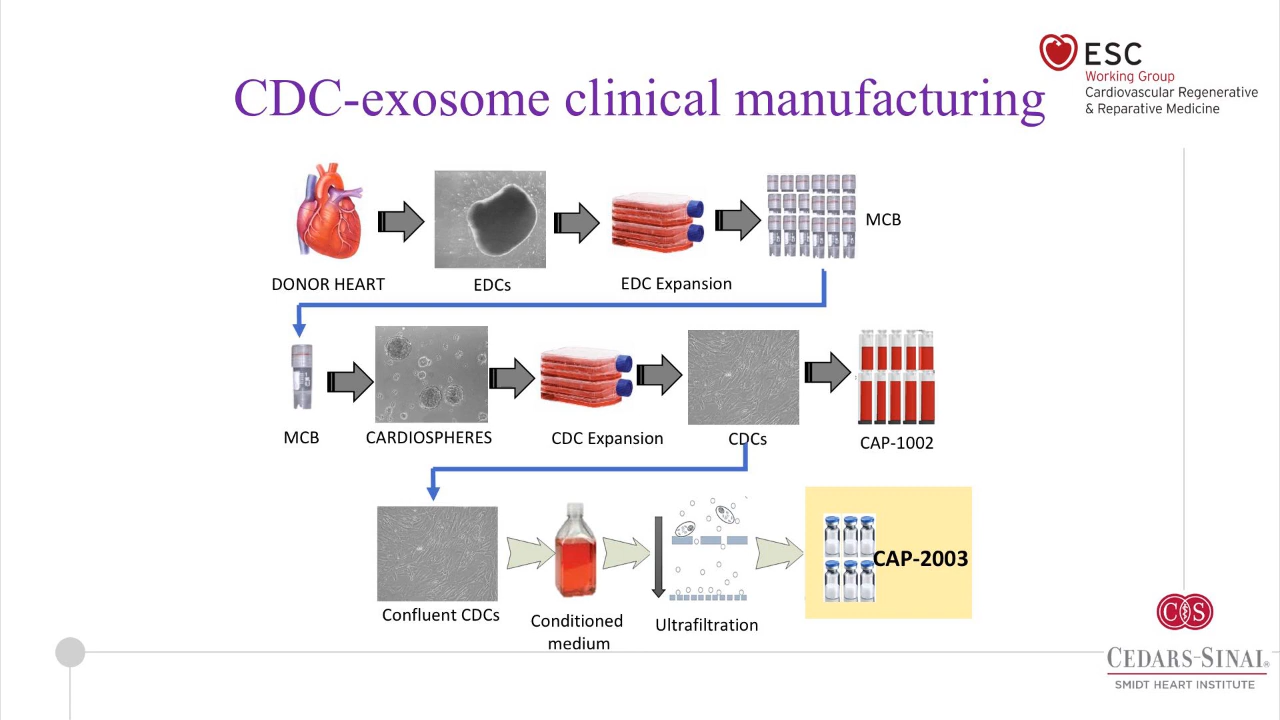 ESC
Working Group
Cardiovascular Regenerative
& Reparative Medicine
CDC-exosome clinical manufacturing
MCB
DONOR HEART
EDCs
EDC Expansion
MCB
CARDIOSPHERES
CDC Expansion
CDCs
CAP-1002
CAP-2003
Confluent CDCs
Conditioned
medium
Ultrafiltration
CS
CEDARS-SINAI®
SMIDT HEART INSTITUTE